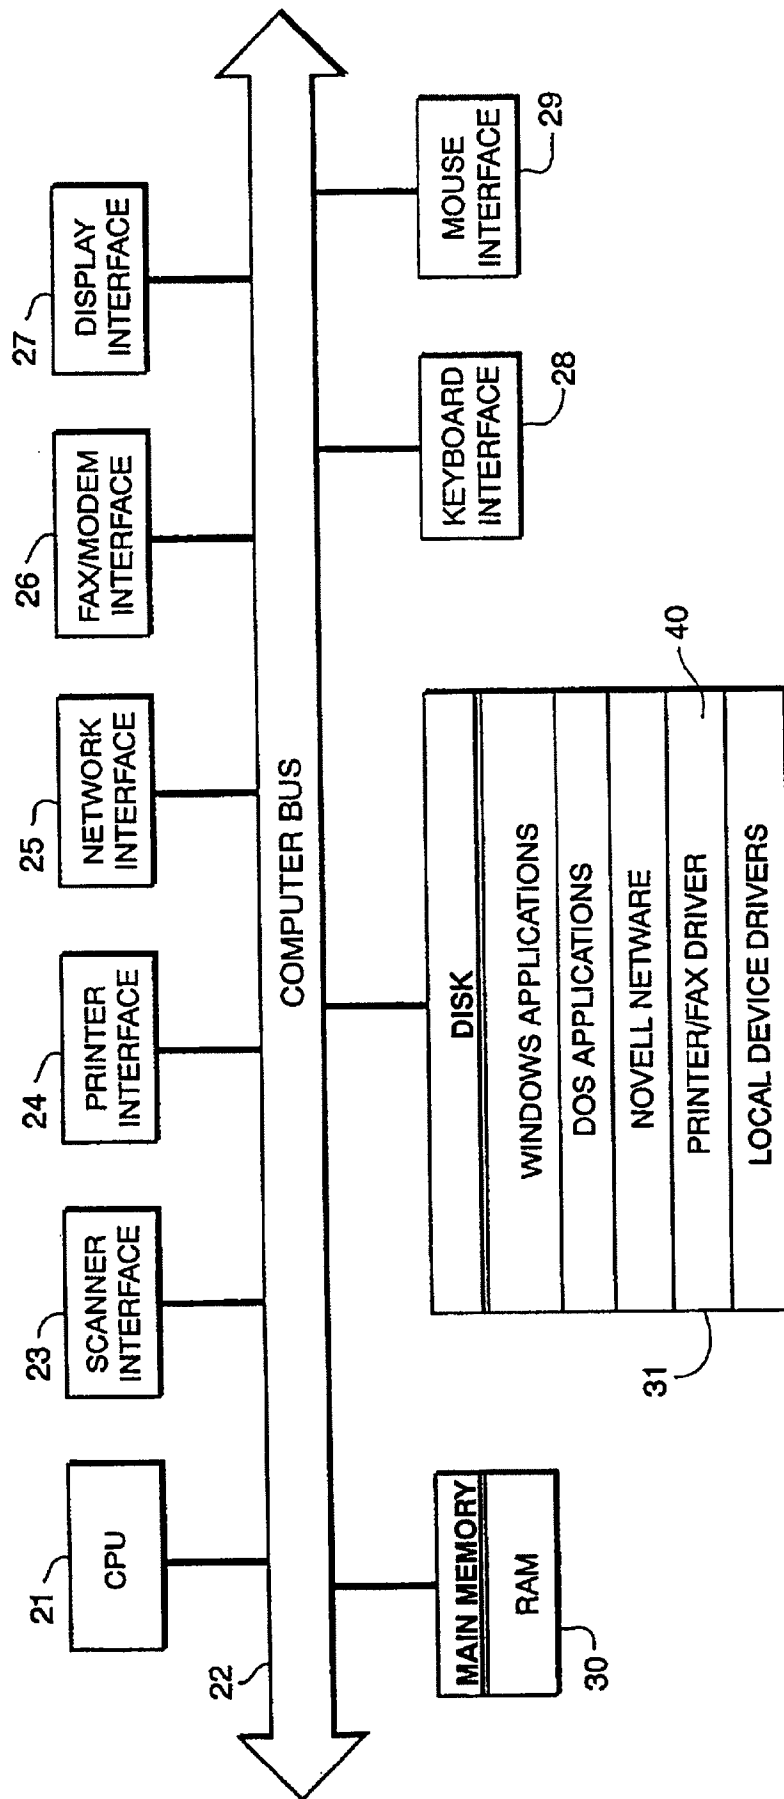 21
CPU
23
SCANNER
INTERFACE
24
PRINTER
INTERFACE
25
NETWORK
INTERFACE
26
FAX/MODEM
INTERFACE
27
DISPLAY
INTERFACE
22
COMPUTER BUS
MAIN MEMORY
RAM
30
DISK
WINDOWS APPLICATIONS
DOS APPLICATIONS
NOVELL NETWARE
PRINTER/FAX DRIVER
LOCAL DEVICE DRIVERS
31
40
KEYBOARD
INTERFACE
28
MOUSE
INTERFACE
29